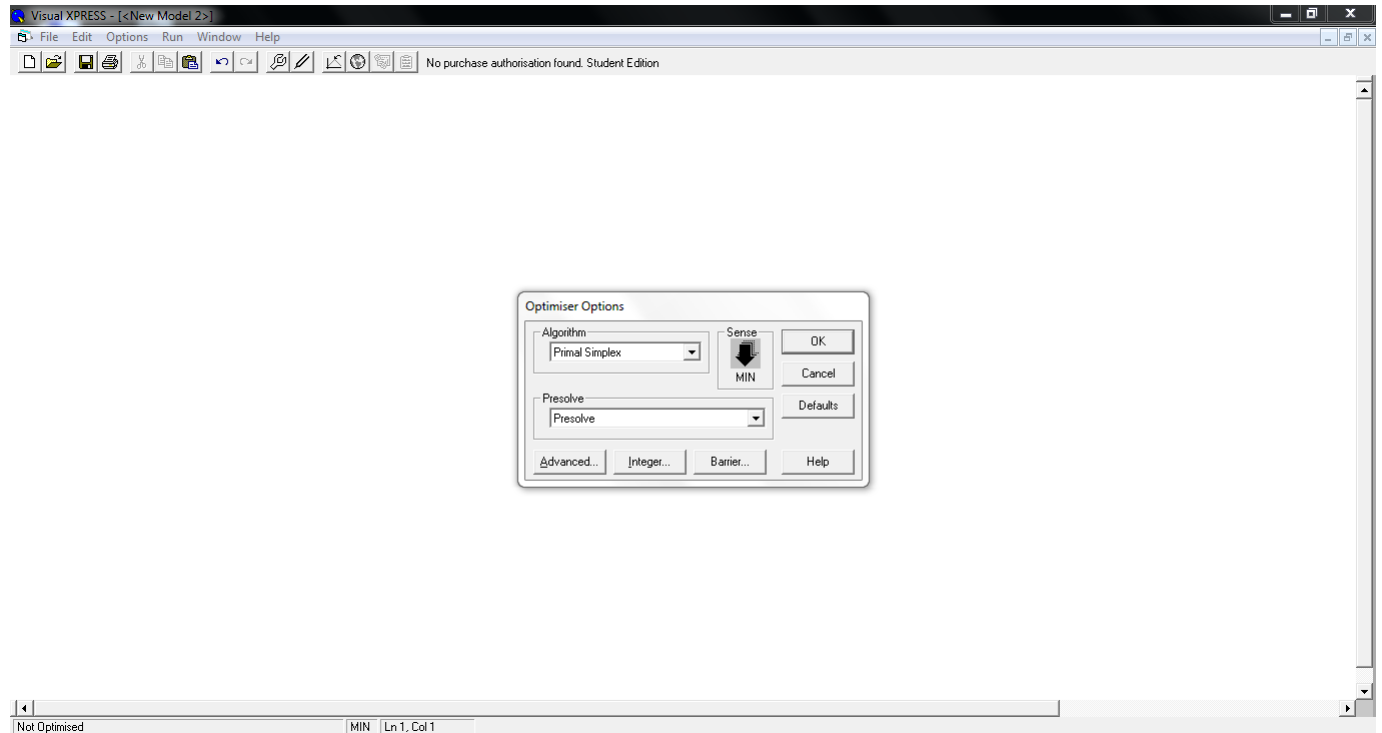 Visual XPRESS - [<New Model 2>]
File Edit Options Run Window Help
No purchase authorisation found. Student Edition
Optimiser Options
Algorithm
Primal Simplex
Sense
MIN
OK
Cancel
Presolve
Presolve
Defaults
Advanced... Integer... Barrier... Help
Not Optimised MIN Ln 1, Col 1